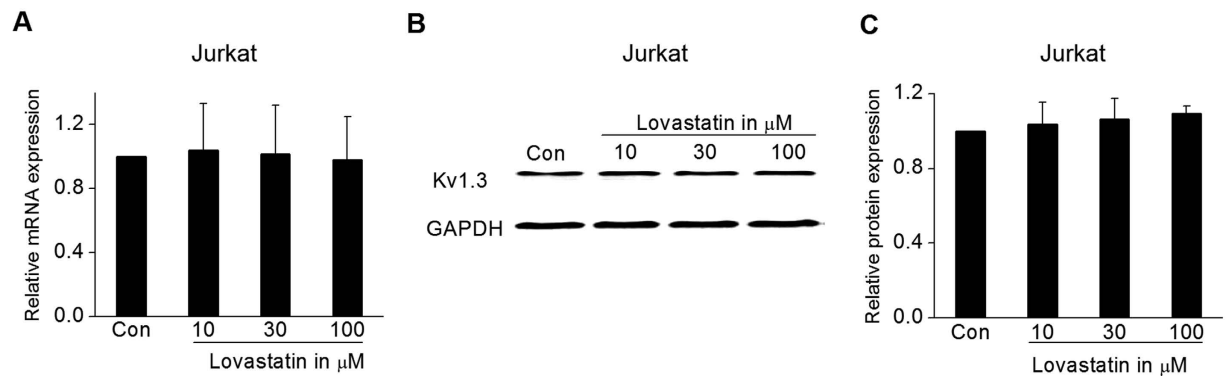 A
Jurkat
Relative mRNA expression
1.2
0.8
0.4
0.0
Con 10 30 100
Lovastatin in μM
B
Jurkat
Lovastatin in μM
Con 10 30 100
Kv1.3
GAPDH
C
Jurkat
Relative protein expression
1.2
0.8
0.4
0.0
Con 10 30 100
Lovastatin in μM